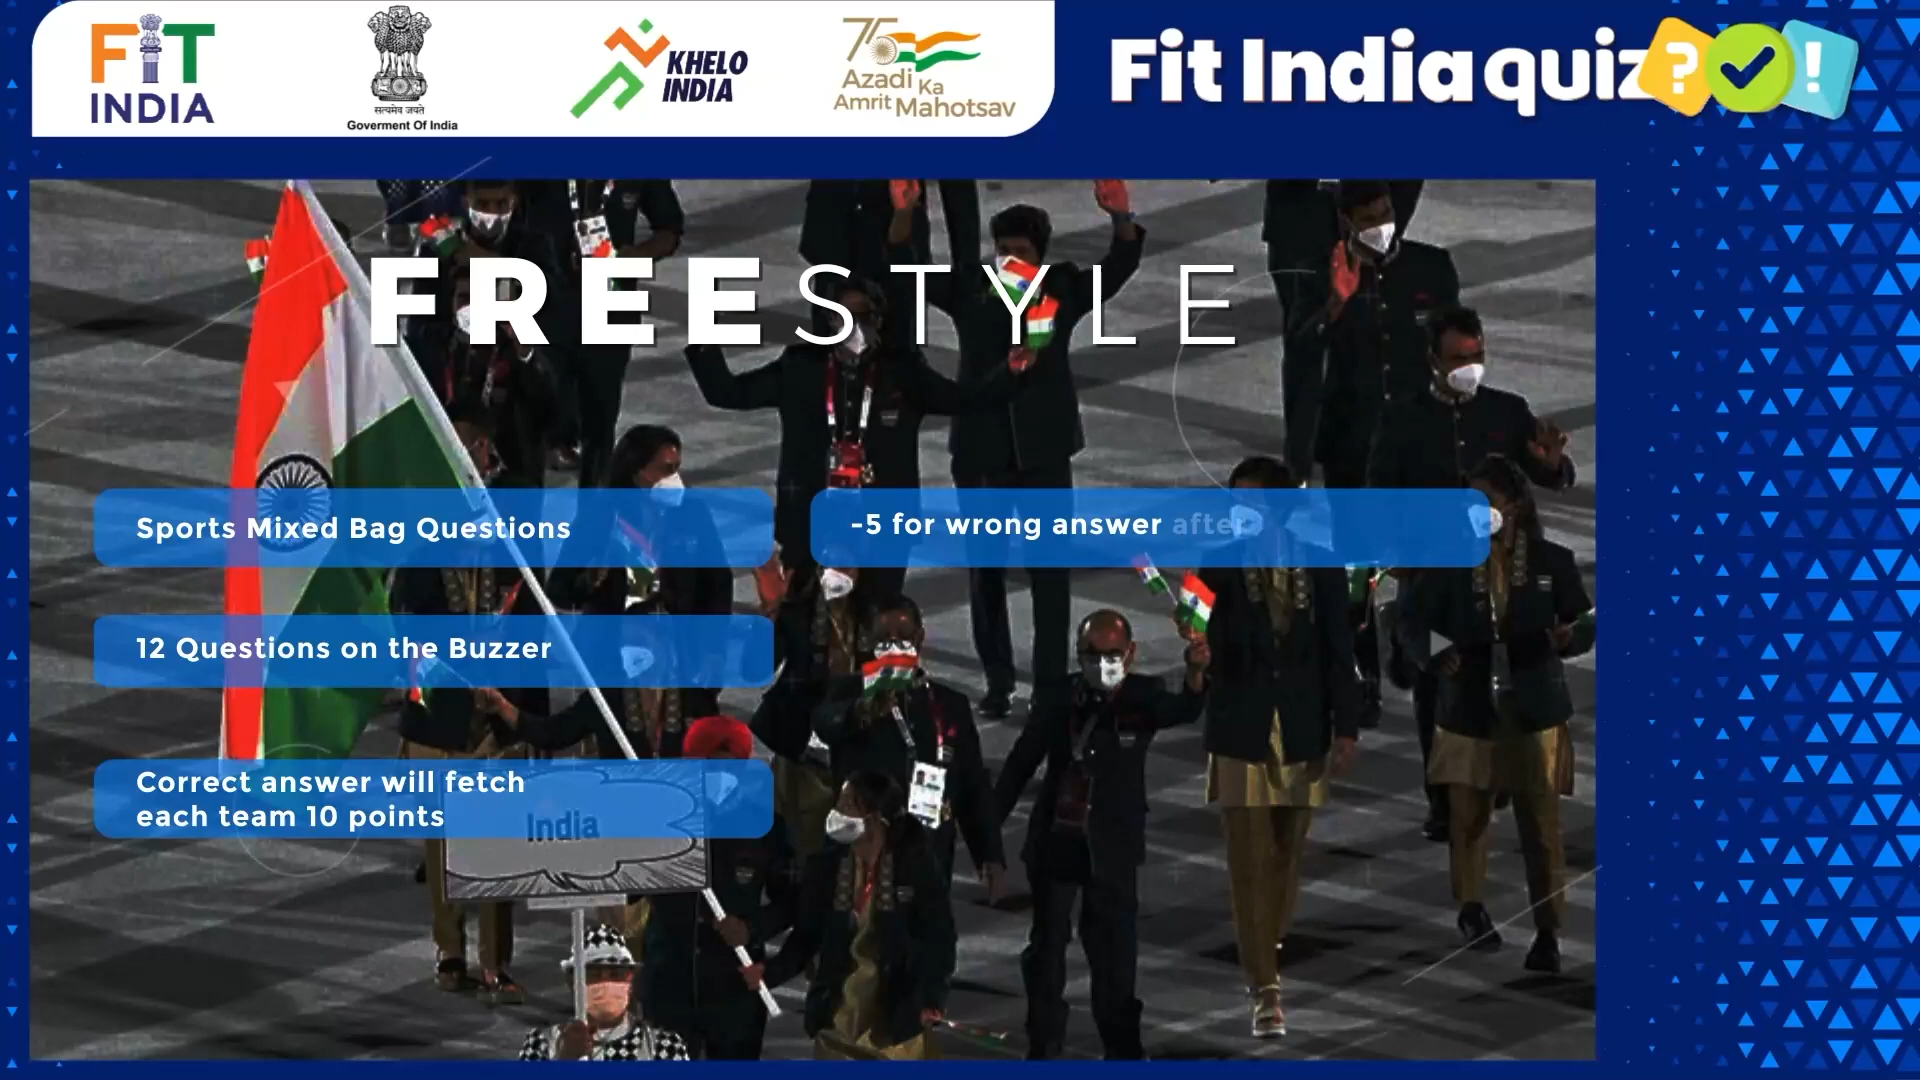 FIT
INDIA
सत्यमेव जयते
Goverment Of India
KHELO
INDIA
75
Azadi Ka
Amrit Mahotsav
Fit India quiz?!
FREESTYLE
Sports Mixed Bag Questions
12 Questions on the Buzzer
Correct answer will fetch
each team 10 points
-5 for wrong answer after
India